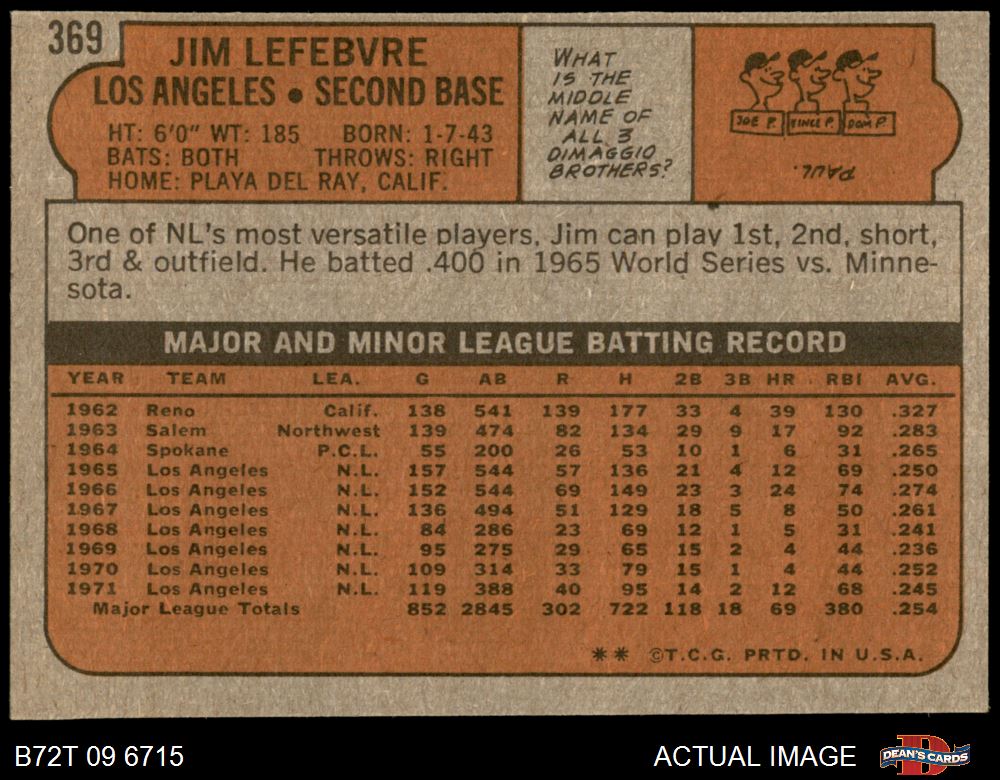 369
JIM LEFEBVRE
LOS ANGELES • SECOND BASE
HT: 6'0" WT: 185 BORN: 1-7-43
BATS: BOTH THROWS: RIGHT
HOME: PLAYA DEL RAY, CALIF.
WHAT
IS THE
MIDDLE
NAME OF
ALL 3
DIMAGGIO
BROTHERS?
JOE P. VINCE P. DOM P.
PAUL.
One of NL's most versatile players, Jim can play 1st, 2nd, short,
3rd & outfield. He batted .400 in 1965 World Series vs. Minne-
sota.
MAJOR AND MINOR LEAGUE BATTING RECORD
YEAR TEAM LEA. G AB R H 2B 3B HR RBI AVG.
1962 Reno Calif. 138 541 139 177 33 4 39 130 .327
1963 Salem Northwest 139 474 82 134 29 9 17 92 .283
1964 Spokane P.C.L. 55 200 26 53 10 1 6 31 .265
1965 Los Angeles N.L. 157 544 57 136 21 4 12 69 .250
1966 Los Angeles N.L. 152 544 69 149 23 3 24 74 .274
1967 Los Angeles N.L. 136 494 51 129 18 5 8 50 .261
1968 Los Angeles N.L. 84 286 23 69 12 1 5 31 .241
1969 Los Angeles N.L. 95 275 29 65 15 2 4 44 .236
1970 Los Angeles N.L. 109 314 33 79 15 1 4 44 .252
1971 Los Angeles N.L. 119 388 40 95 14 2 12 68 .245
Major League Totals 852 2845 302 722 118 18 69 380 .254
** ©T.C.G. PRTD. IN U.S.A.
B72T 09 6715
ACTUAL IMAGE
DEAN'S CARDS